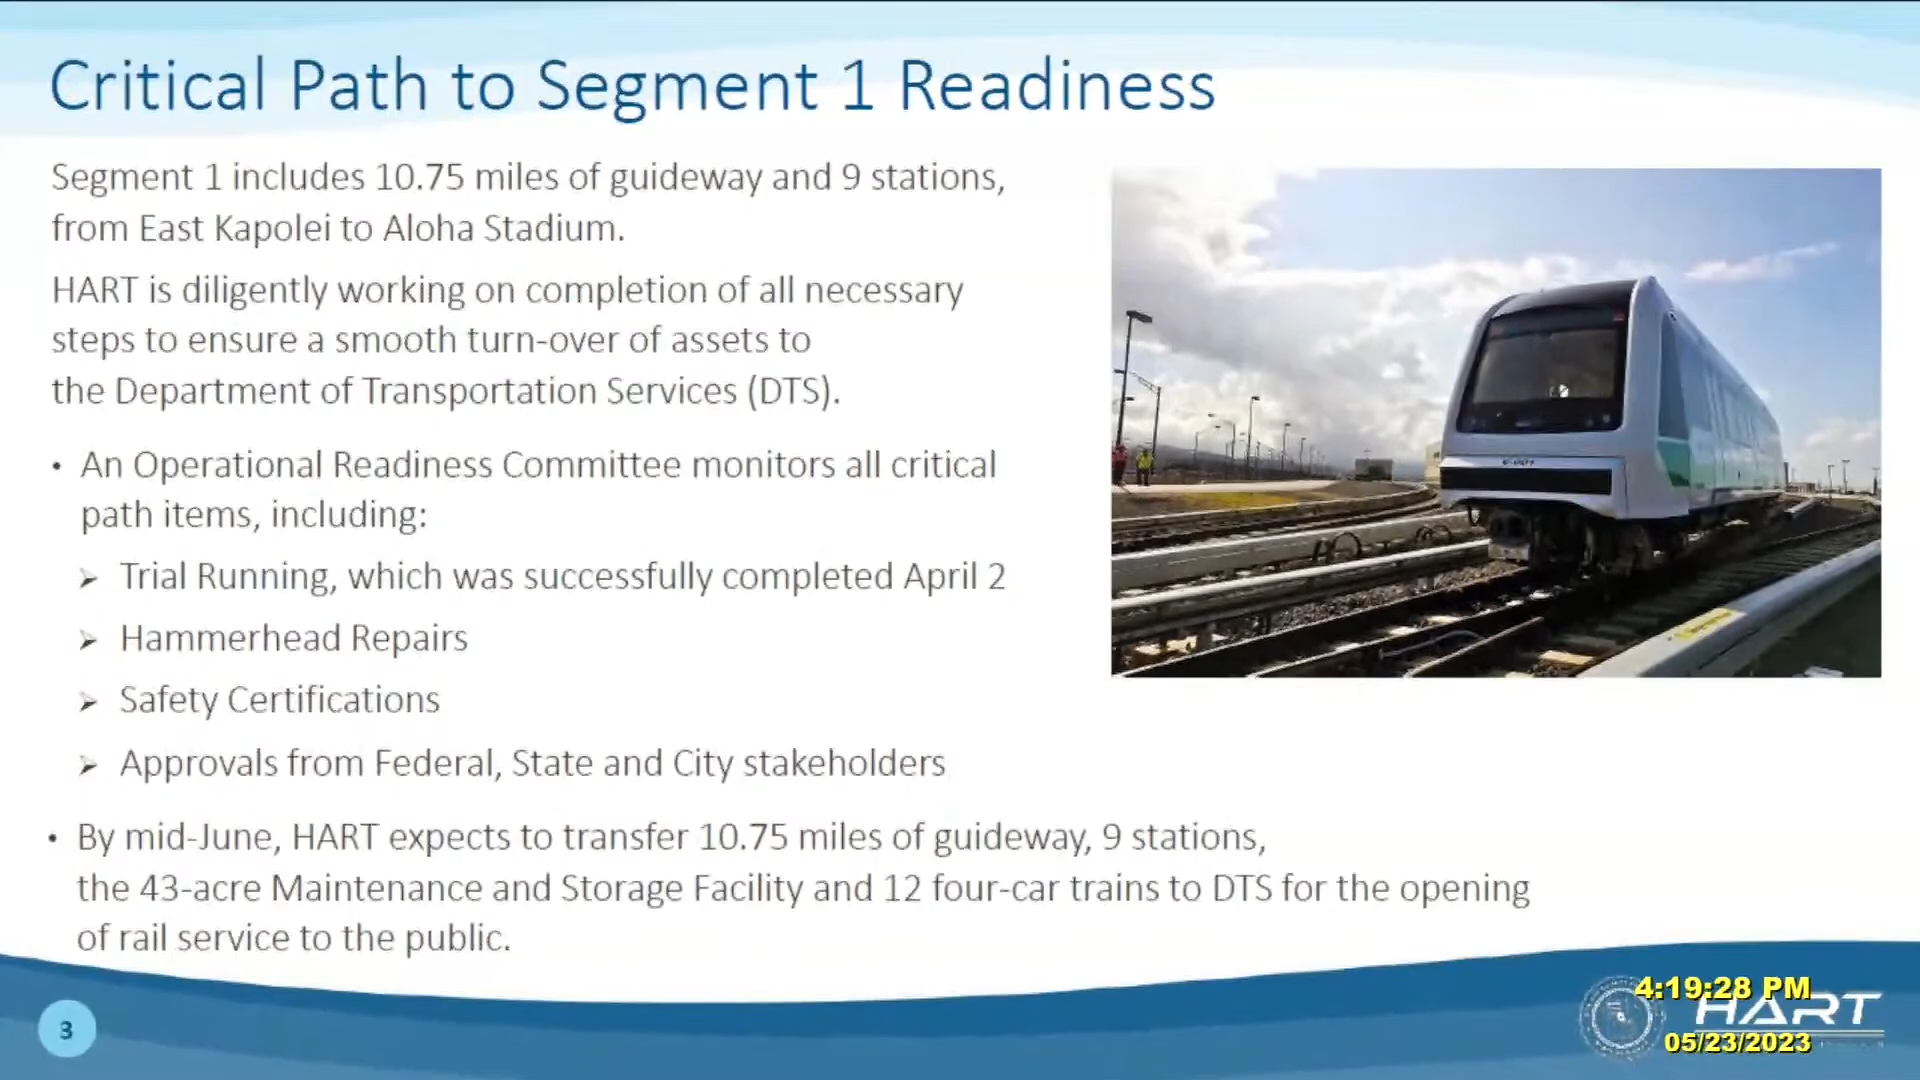 Critical Path to Segment 1 Readiness
Segment 1 includes 10.75 miles of guideway and 9 stations,
from East Kapolei to Aloha Stadium.
HART is diligently working on completion of all necessary
steps to ensure a smooth turn-over of assets to
the Department of Transportation Services (DTS).
• An Operational Readiness Committee monitors all critical
path items, including:
➢ Trial Running, which was successfully completed April 2
➢ Hammerhead Repairs
➢ Safety Certifications
➢ Approvals from Federal, State and City stakeholders
• By mid-June, HART expects to transfer 10.75 miles of guideway, 9 stations,
the 43-acre Maintenance and Storage Facility and 12 four-car trains to DTS for the opening
of rail service to the public.
3
4:19:28 PM
HART
05/23/2023